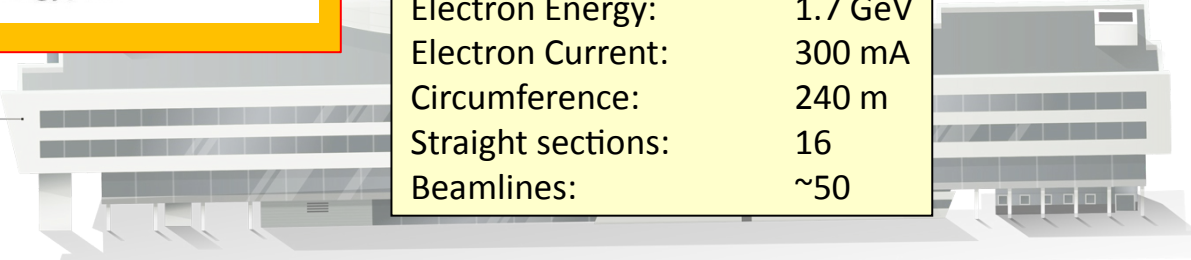 Electron Energy: 1.7 GeV
Electron Current: 300 mA
Circumference: 240 m
Straight sections: 16
Beamlines: ~50